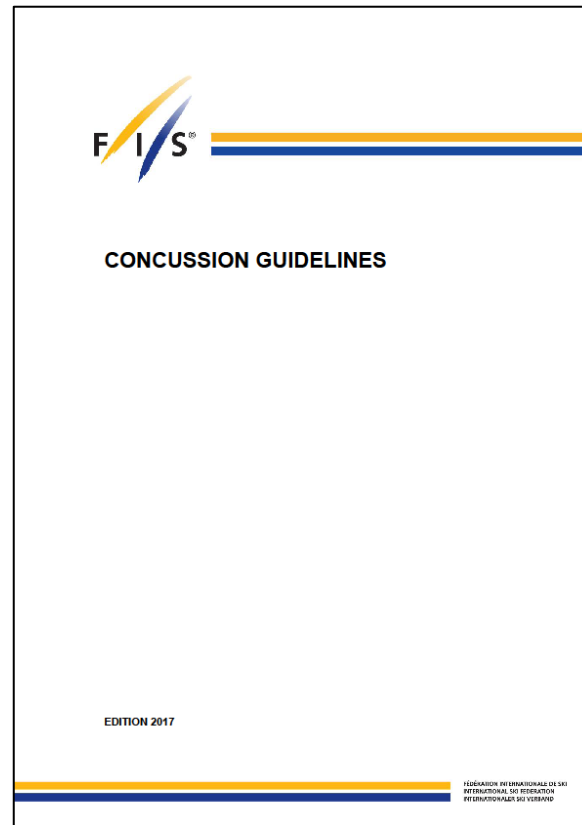 FIS®
CONCUSSION GUIDELINES
EDITION 2017
FÉDÉRATION INTERNATIONALE DE SKI
INTERNATIONAL SKI FEDERATION
INTERNATIONALER SKI VERBAND